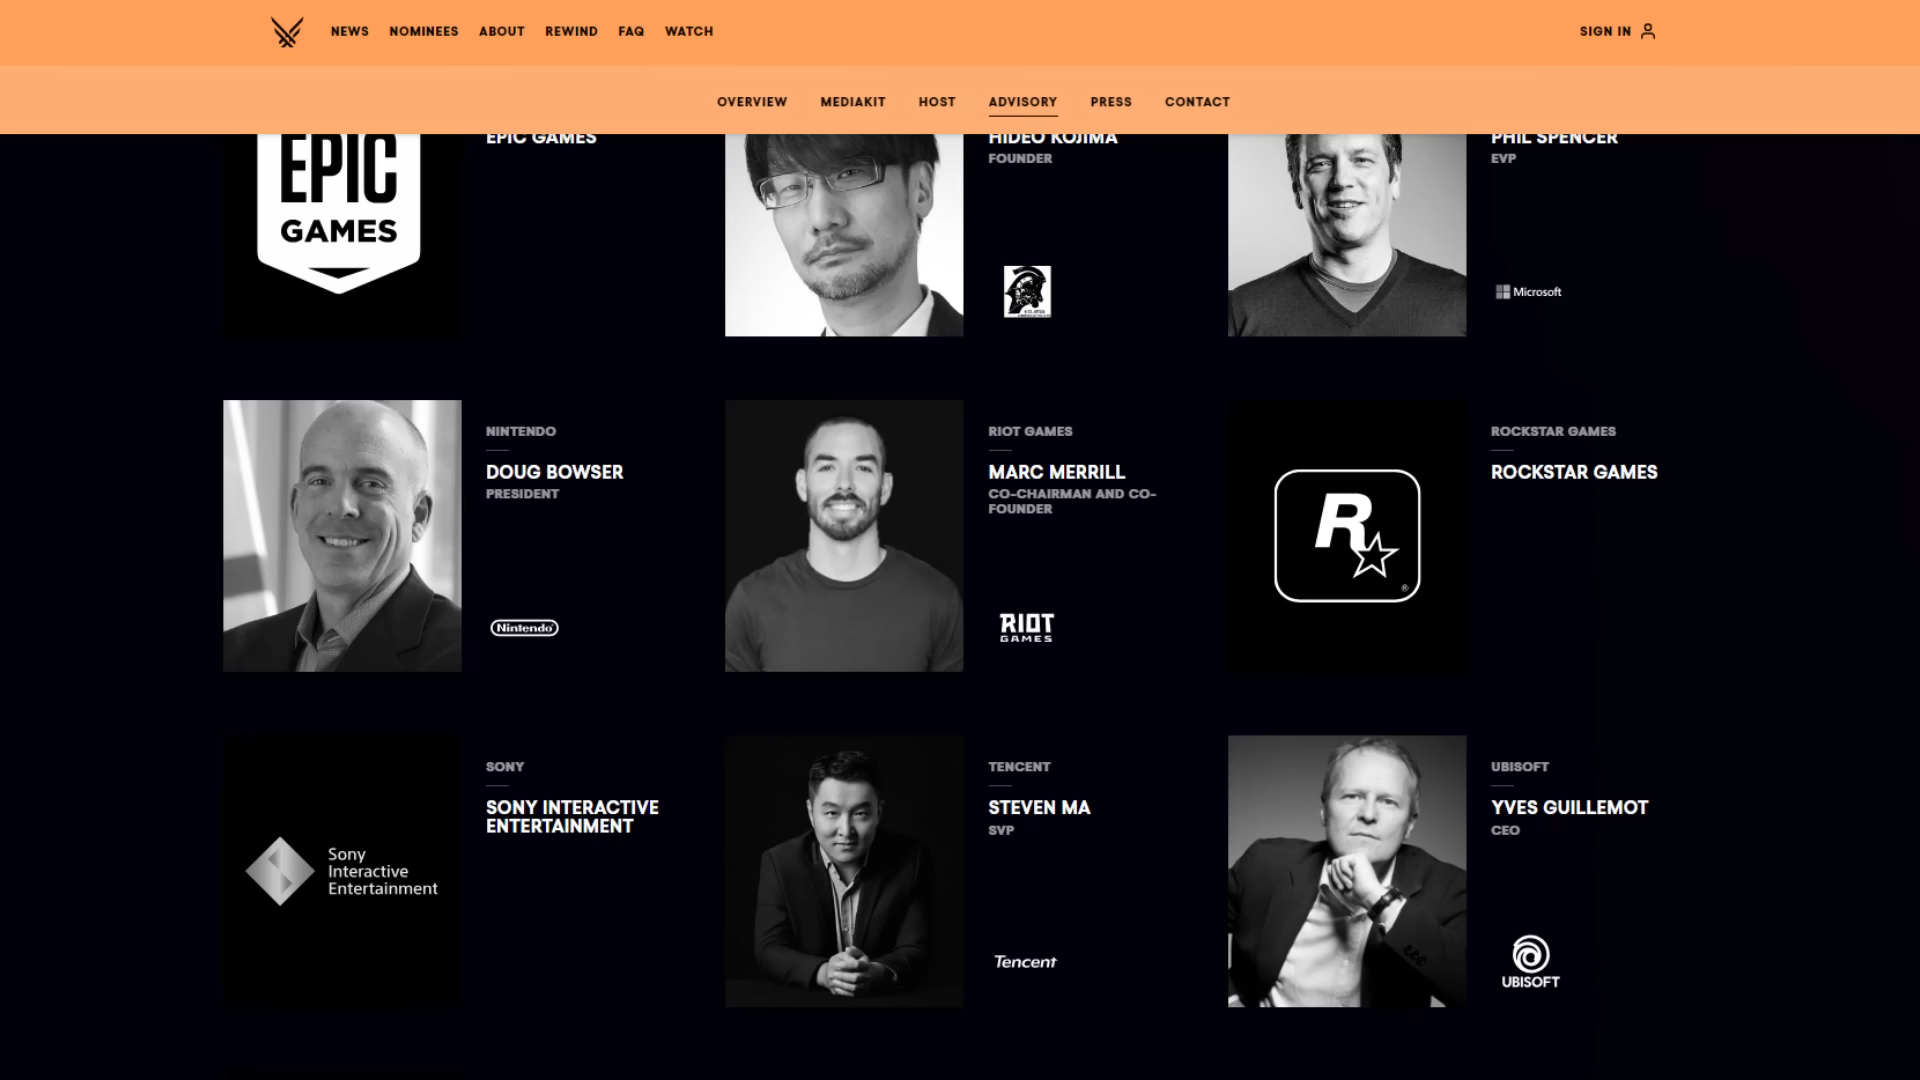 NEWS NOMINEES ABOUT REWIND FAQ WATCH
SIGN IN
OVERVIEW MEDIAKIT HOST ADVISORY PRESS CONTACT
EPIC
GAMES
EPIC GAMES
HIDEO KOJIMA
FOUNDER
PHIL SPENCER
EVP
Microsoft
NINTENDO
DOUG BOWSER
PRESIDENT
Nintendo
RIOT GAMES
MARC MERRILL
CO-CHAIRMAN AND CO-
FOUNDER
RIOT
GAMES
ROCKSTAR GAMES
ROCKSTAR GAMES
R
®
Sony
Interactive
Entertainment
SONY
SONY INTERACTIVE
ENTERTAINMENT
TENCENT
STEVEN MA
SVP
Tencent
UBISOFT
YVES GUILLEMOT
CEO
UBISOFT